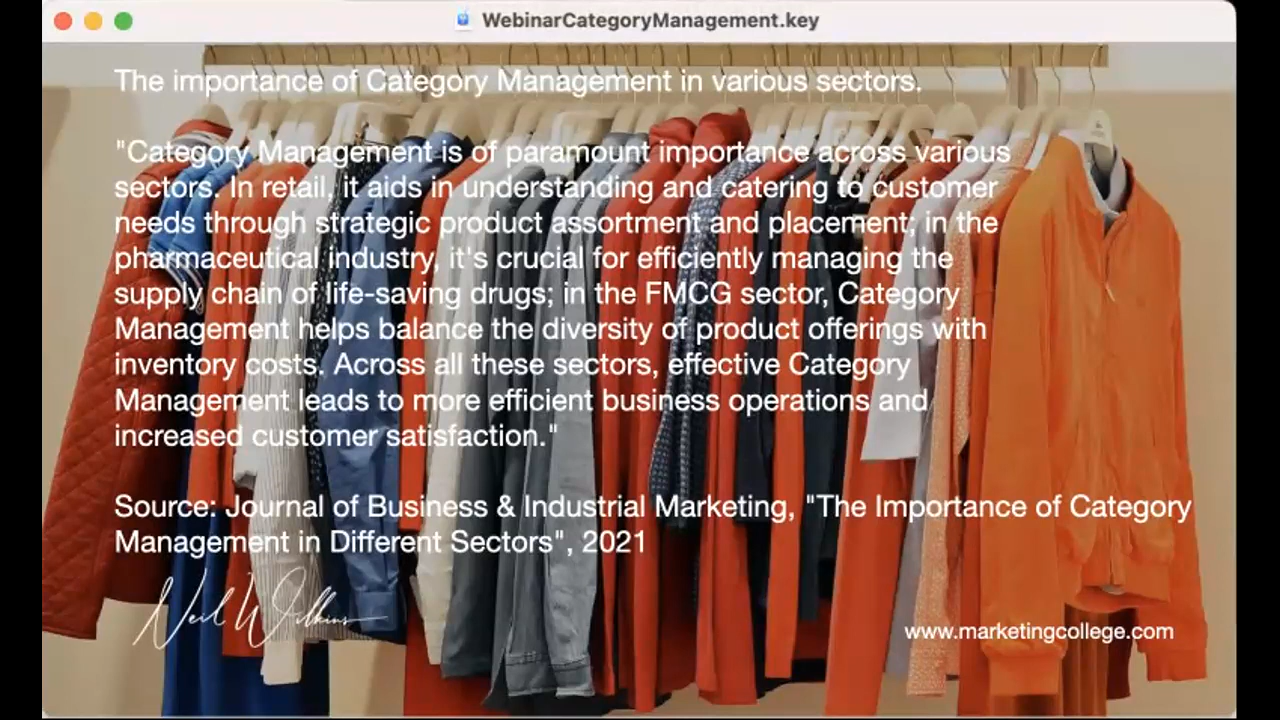 WebinarCategoryManagement.key
The importance of Category Management in various sectors.
"Category Management is of paramount importance across various
sectors. In retail, it aids in understanding and catering to customer
needs through strategic product assortment and placement; in the
pharmaceutical industry, it's crucial for efficiently managing the
supply chain of life-saving drugs; in the FMCG sector, Category
Management helps balance the diversity of product offerings with
inventory costs. Across all these sectors, effective Category
Management leads to more efficient business operations and
increased customer satisfaction."
Source: Journal of Business & Industrial Marketing, "The Importance of Category
Management in Different Sectors", 2021
Neil Wilkins
www.marketingcollege.com